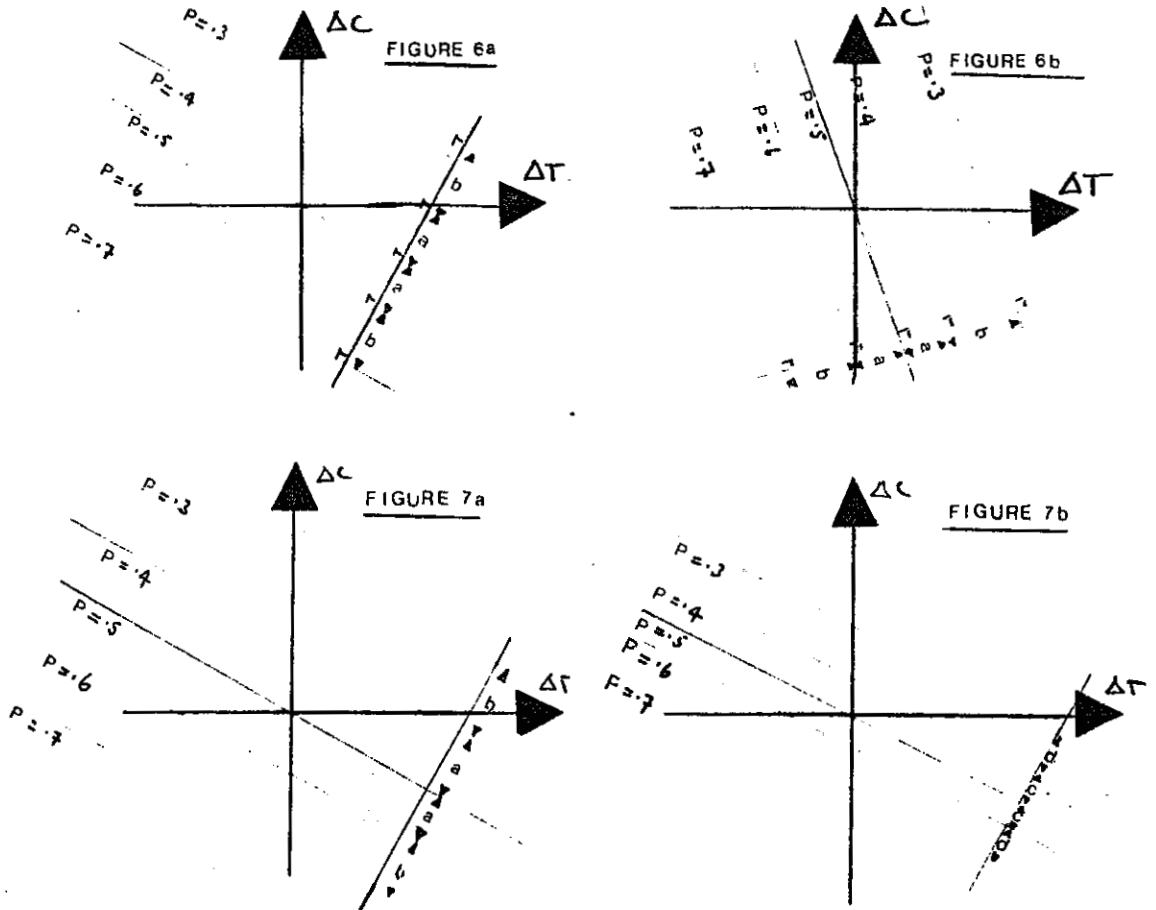 P=.3
ΔC
FIGURE 6a
P=.4
P=.5
P=.6
P=.7
ΔT
b
a
a
b
ΔC
FIGURE 6b
P=.7
P=.6
P=.5
P=.4
P=.3
ΔT
b
a
a
b
ΔC
FIGURE 7a
P=.3
P=.4
P=.5
P=.6
P=.7
ΔT
b
a
a
b
ΔC
FIGURE 7b
P=.3
P=.4
P=.5
P=.6
P=.7
ΔT